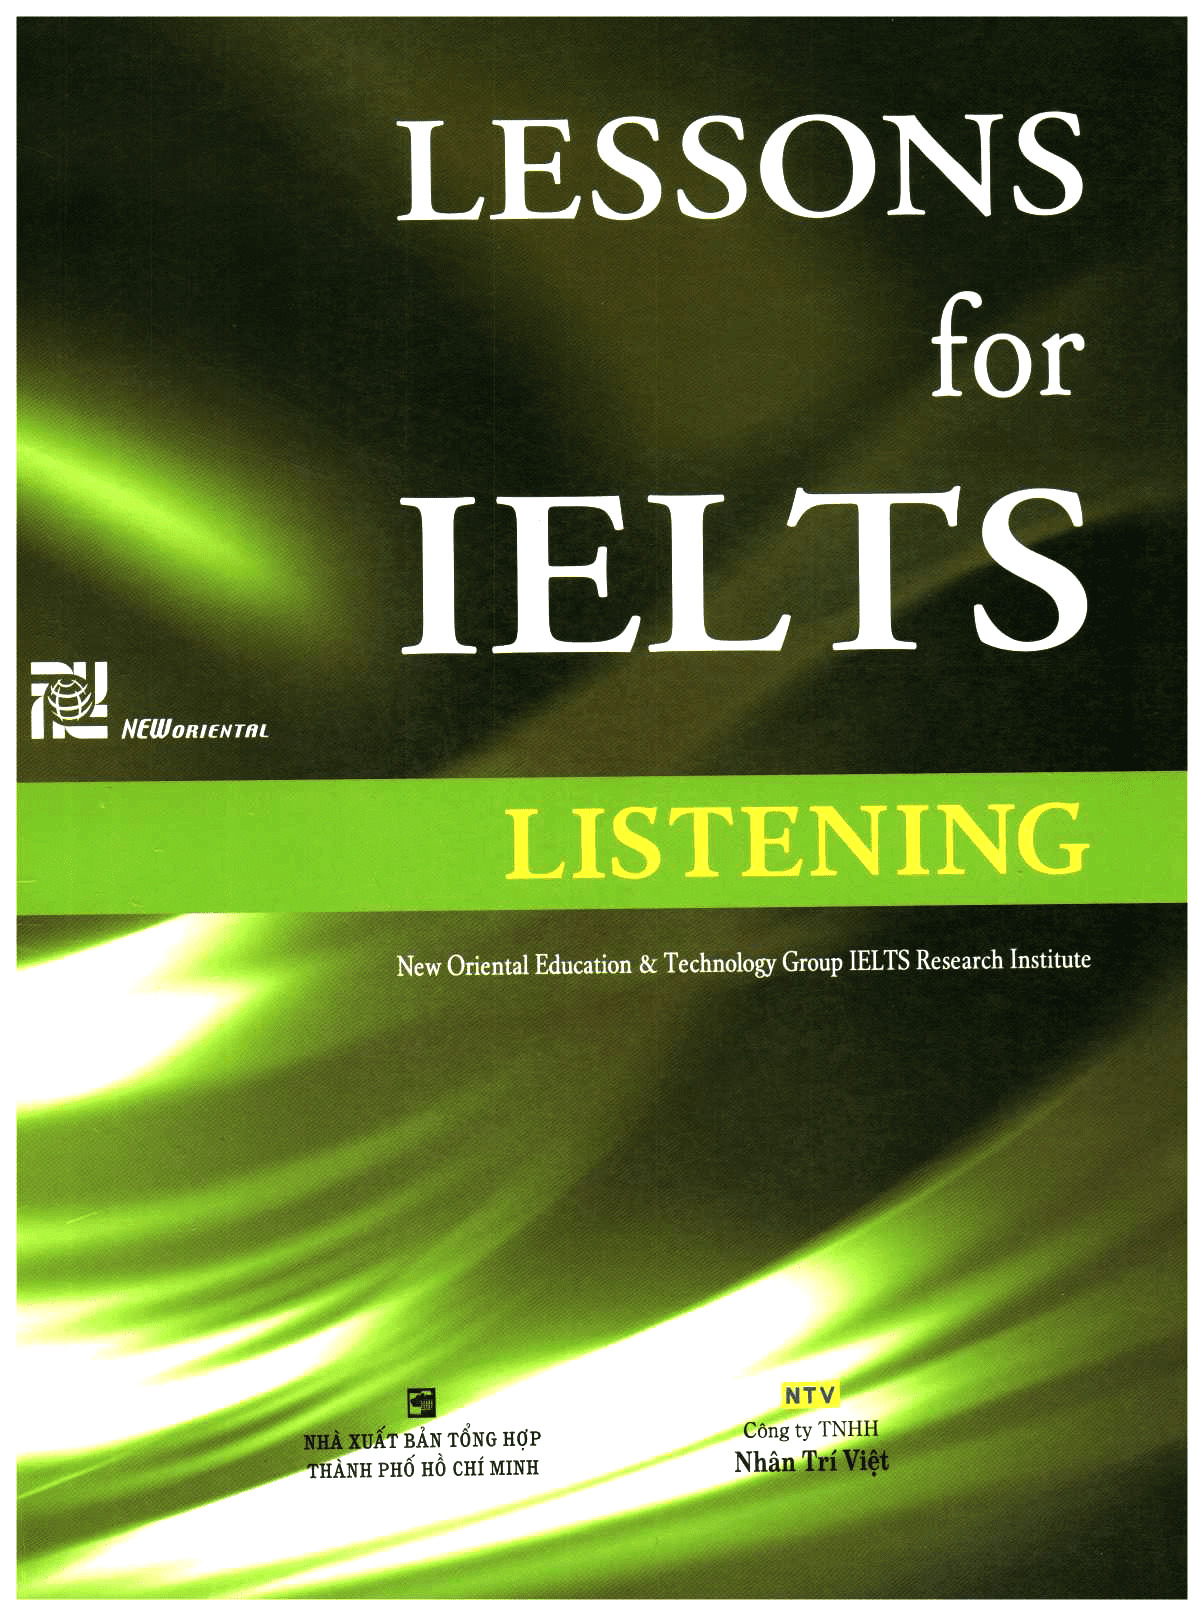 LESSONS
for
IELTS
NEWORIENTAL
LISTENING
New Oriental Education & Technology Group IELTS Research Institute
NHÀ XUẤT BẢN TỔNG HỢP
THÀNH PHỐ HỒ CHÍ MINH
NTV
Công ty TNHH
Nhân Trí Việt